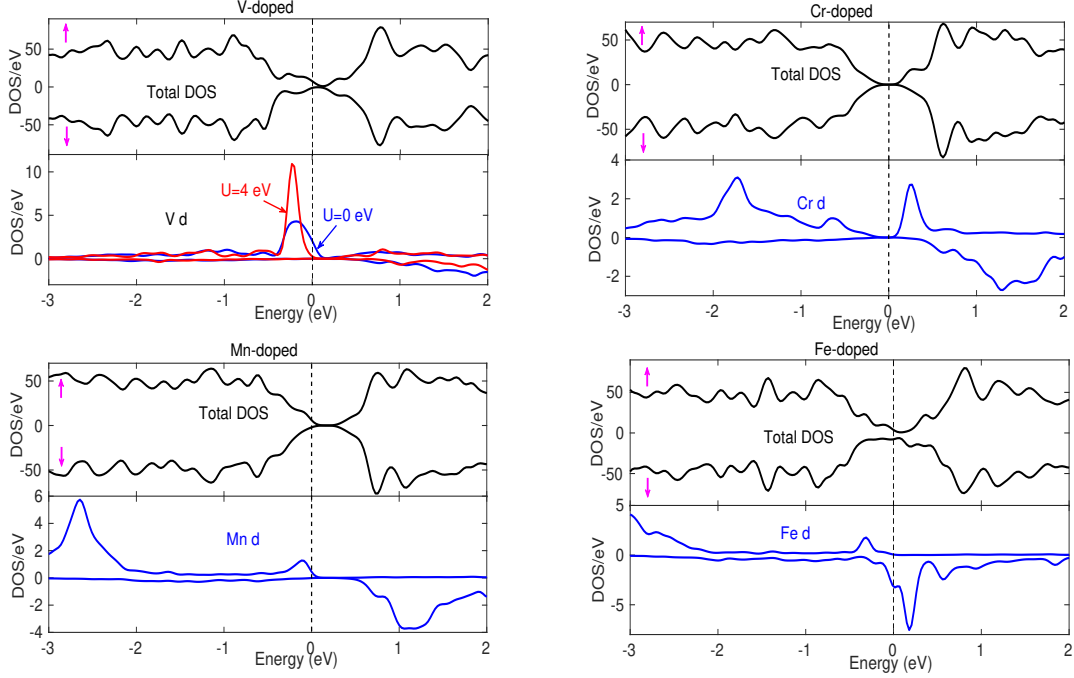 V-doped
DOS/eV
50
0
-50
Total DOS
DOS/eV
10
5
0
U=4 eV
U=0 eV
V d
-3
-2
-1
0
1
2
Energy (eV)
Cr-doped
DOS/eV
50
0
-50
Total DOS
DOS/eV
4
2
0
-2
Cr d
-3
-2
-1
0
1
2
Energy (eV)
Mn-doped
DOS/eV
50
0
-50
Total DOS
DOS/eV
6
4
2
0
-2
-4
Mn d
-3
-2
-1
0
1
2
Energy (eV)
Fe-doped
DOS/eV
50
0
-50
Total DOS
DOS/eV
5
0
-5
Fe d
-3
-2
-1
0
1
2
Energy (eV)